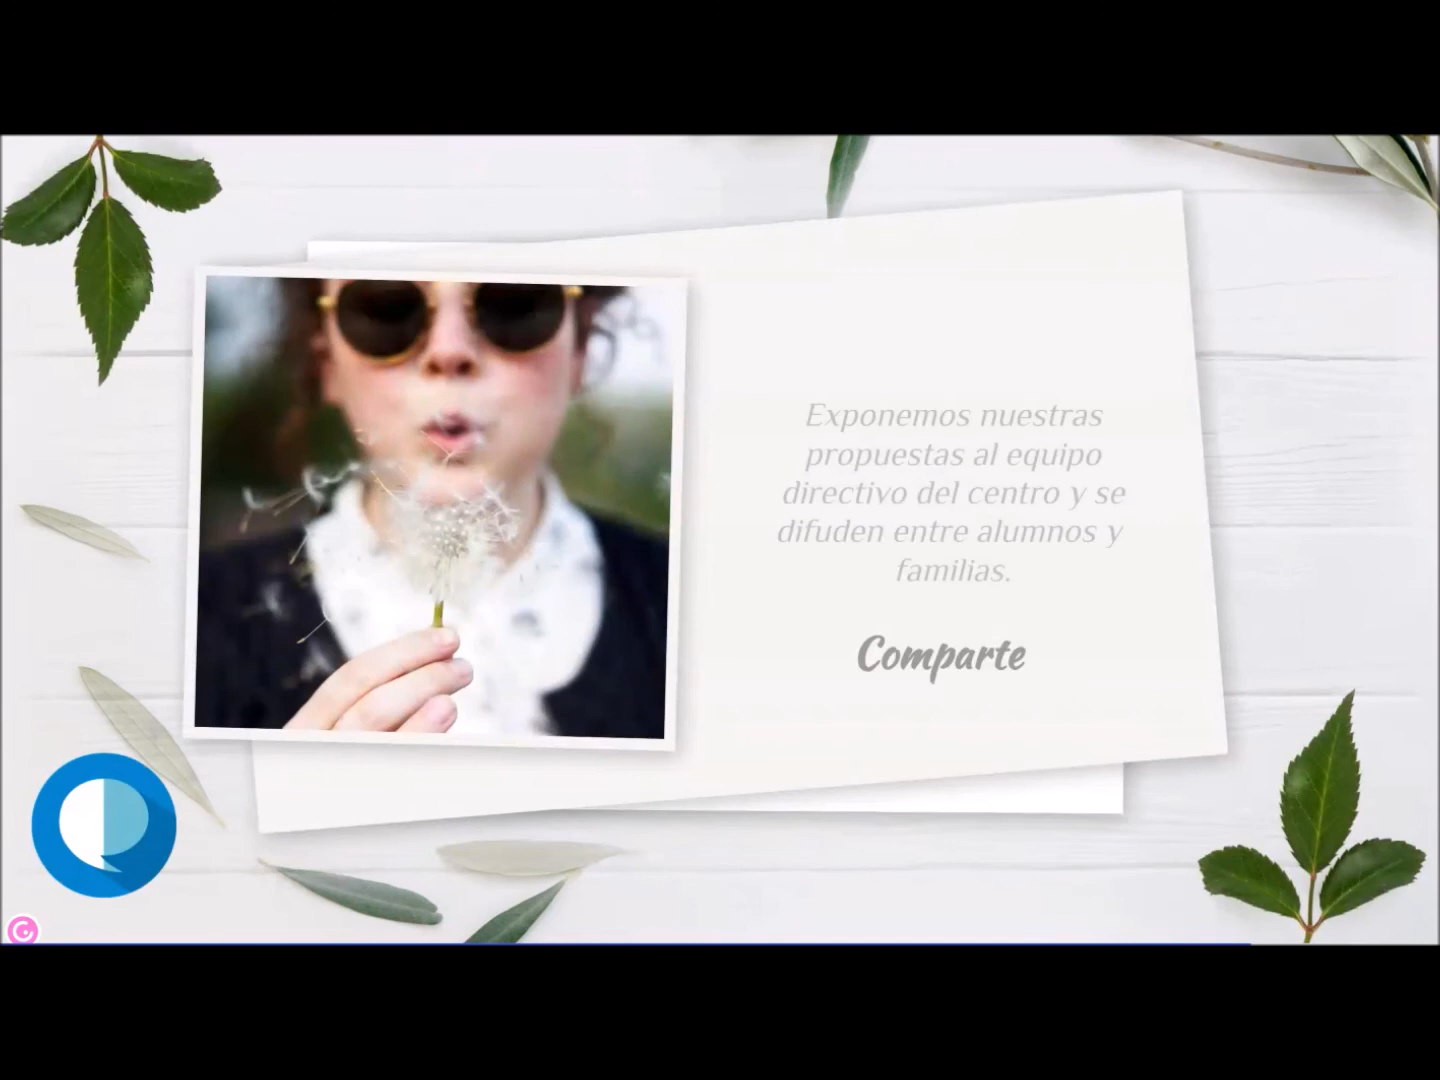 Exponemos nuestras
propuestas al equipo
directivo del centro y se
difuden entre alumnos y
familias.
Comparte